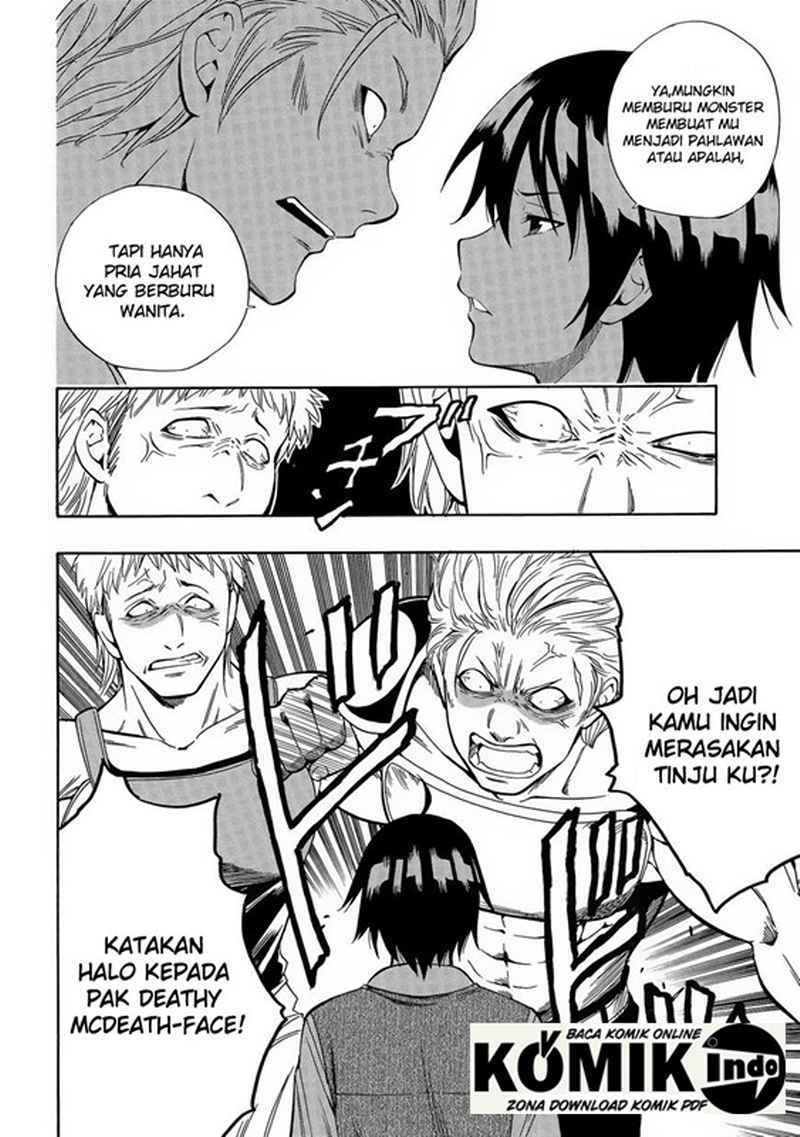 YA,MUNGKIN
MEMBURU MONSTER
MEMBUAT MU
MENJADI PAHLAWAN
ATAU APALAH,
TAPI HANYA
PRIA JAHAT
YANG BERBURU
WANITA.
OH JADI
KAMU INGIN
MERASAKAN
TINJU KU?!
KATAKAN
HALO KEPADA
PAK DEATHY
MCDEATH-FACE!
BACA KOMIK ONLINE
KOMIK Indo
ZONA DOWNLOAD KOMIK PDF